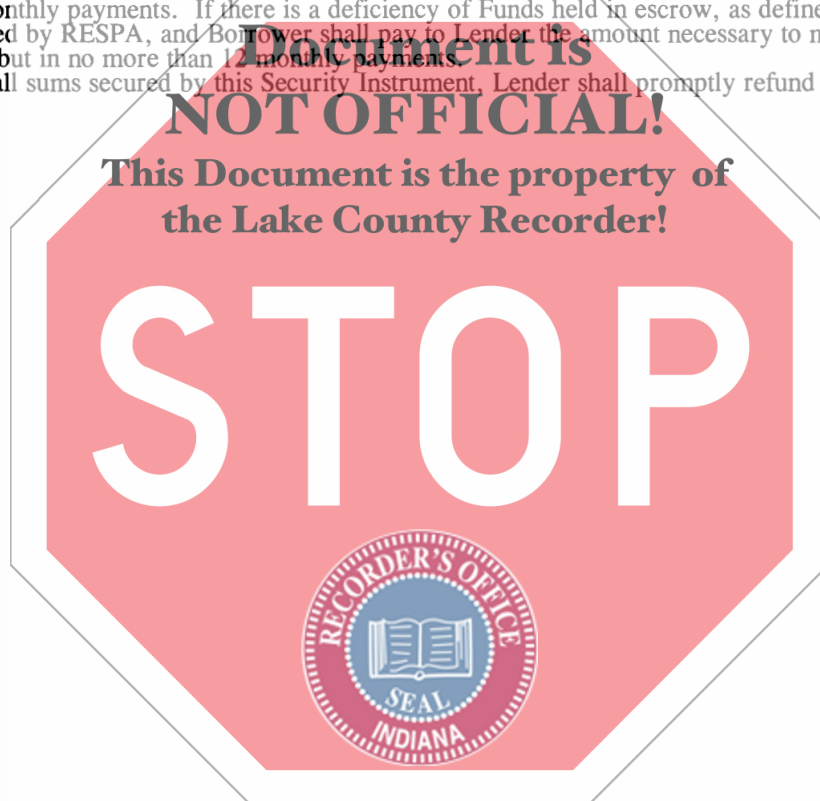 onthly payments. If there is a deficiency of Funds held in escrow, as define
d by RESPA, and Borrower shall pay to Lender the amount necessary to m
but in no more than 12 monthly payments.
all sums secured by this Security Instrument, Lender shall promptly refund
Document is
NOT OFFICIAL!
This Document is the property of
the Lake County Recorder!
STOP
RECORDER'S OFFICE
SEAL
INDIANA